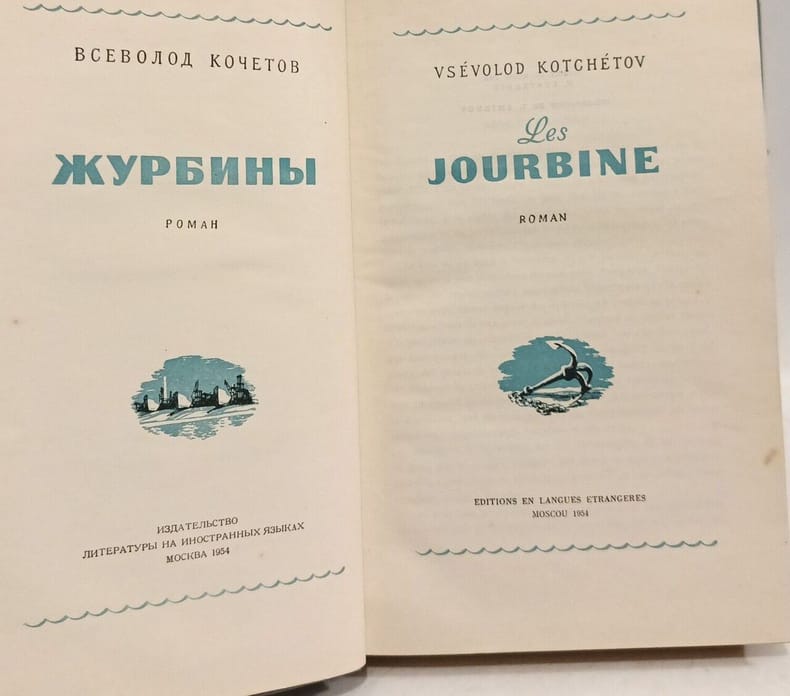 ВСЕВОЛОД КОЧЕТОВ
ЖУРБИНЫ
РОМАН
ИЗДАТЕЛЬСТВО
ЛИТЕРАТУРЫ НА ИНОСТРАННЫХ ЯЗЫКАХ
МОСКВА 1954
VSÉVOLOD KOTCHÉTOV
Les
JOURBINE
ROMAN
EDITIONS EN LANGUES ETRANGERES
MOSCOU 1954